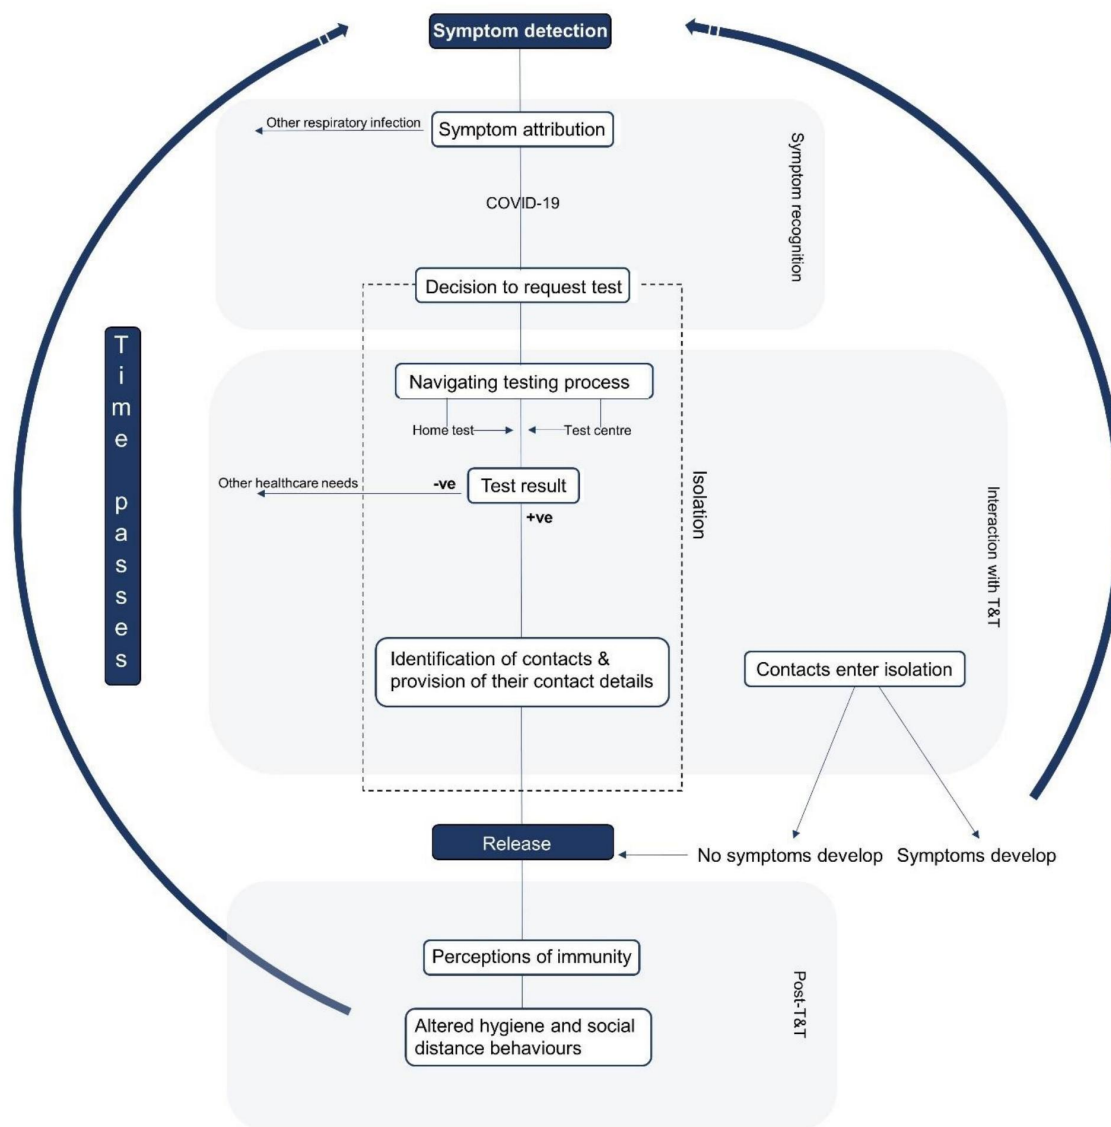 Symptom detection
Other respiratory infection
Symptom attribution
COVID-19
Symptom recognition
Decision to request test
Time passes
Navigating testing process
Home test
Test centre
Other healthcare needs
-ve
Test result
+ve
Isolation
Interaction with T&T
Identification of contacts &
provision of their contact details
Contacts enter isolation
Release
No symptoms develop
Symptoms develop
Perceptions of immunity
Altered hygiene and social
distance behaviours
Post-T&T